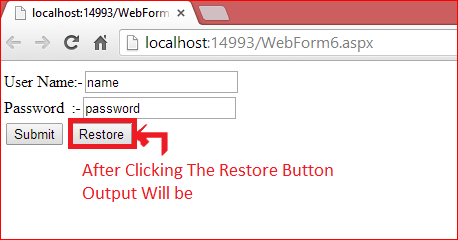 localhost:14993/WebForm
localhost:14993/WebForm6.aspx
User Name:- name
Password :- password
Submit Restore
After Clicking The Restore Button
Output Will be